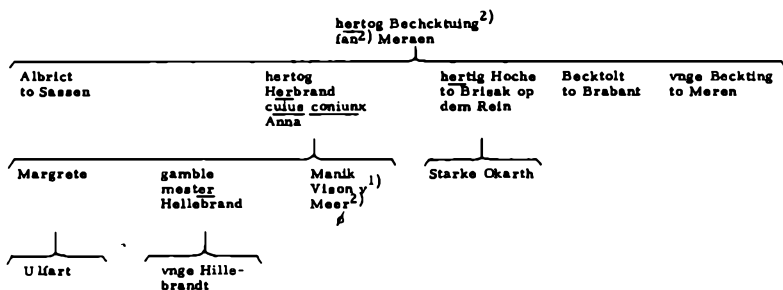 hertog Bechcktuing²⁾
fan²⁾ Meraen
Albrict
to Sassen
hertog
Herbrand
cuius coniunx
Anna
hertig Hoche
to Brisak op
dem Rein
Becktolt
to Brabant
vnge Beckting
to Meren
Margrete
gamble
mester
Hellebrand
Manik
Vison y¹⁾
Meer²⁾
ø
Starke Okarth
Ulfart
vnge Hille-
brandt